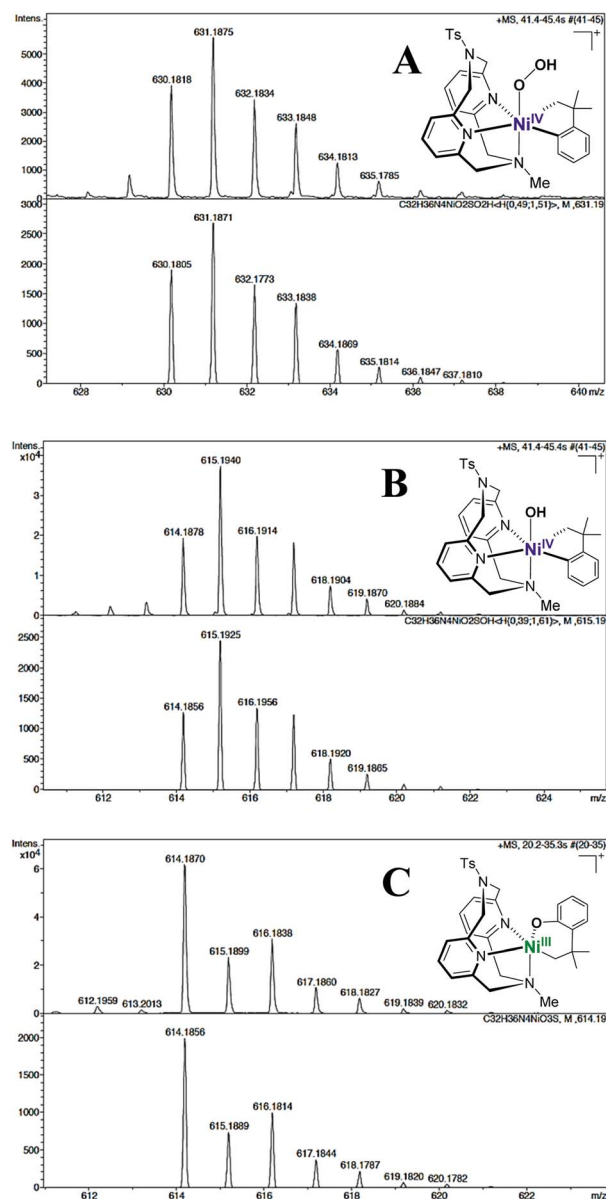 Intens.
+MS, 41.4-45.4s #(41-45)
5000
4000
3000
2000
1000
0
630.1818
631.1875
632.1834
633.1848
634.1813
635.1785
A
Ts
N
N
N
N
Me
O
OH
Ni IV
+
3000
2500
2000
1500
1000
500
0
C32H36N4NiO2SO2H<H(0,49;1,51)>, M ,631.19
630.1805
631.1871
632.1773
633.1838
634.1869
635.1814
636.1847
637.1810
628
630
632
634
636
638
640 m/z
Intens.
x10⁴
+MS, 41.4-45.4s #(41-45)
3
2
1
0
614.1878
615.1940
616.1914
618.1904
619.1870
620.1884
B
Ts
N
N
N
N
Me
OH
Ni IV
+
2500
2000
1500
1000
500
0
C32H36N4NiO2SOH<H(0,39;1,61)>, M ,615.19
614.1856
615.1925
616.1956
618.1920
619.1865
612
614
616
618
620
622
624
m/z
Intens.
x10⁴
+MS, 20.2-35.3s #(20-35)
6
4
2
0
612.1959
613.2013
614.1870
615.1899
616.1838
617.1860
618.1827
619.1839
620.1832
C
Ts
N
N
N
N
Me
O
Ni III
+
2000
1500
1000
500
0
C32H36N4NiO3S, M ,614.19
614.1856
615.1889
616.1814
617.1844
618.1787
619.1820
620.1782
612
614
616
618
620
622
m/z